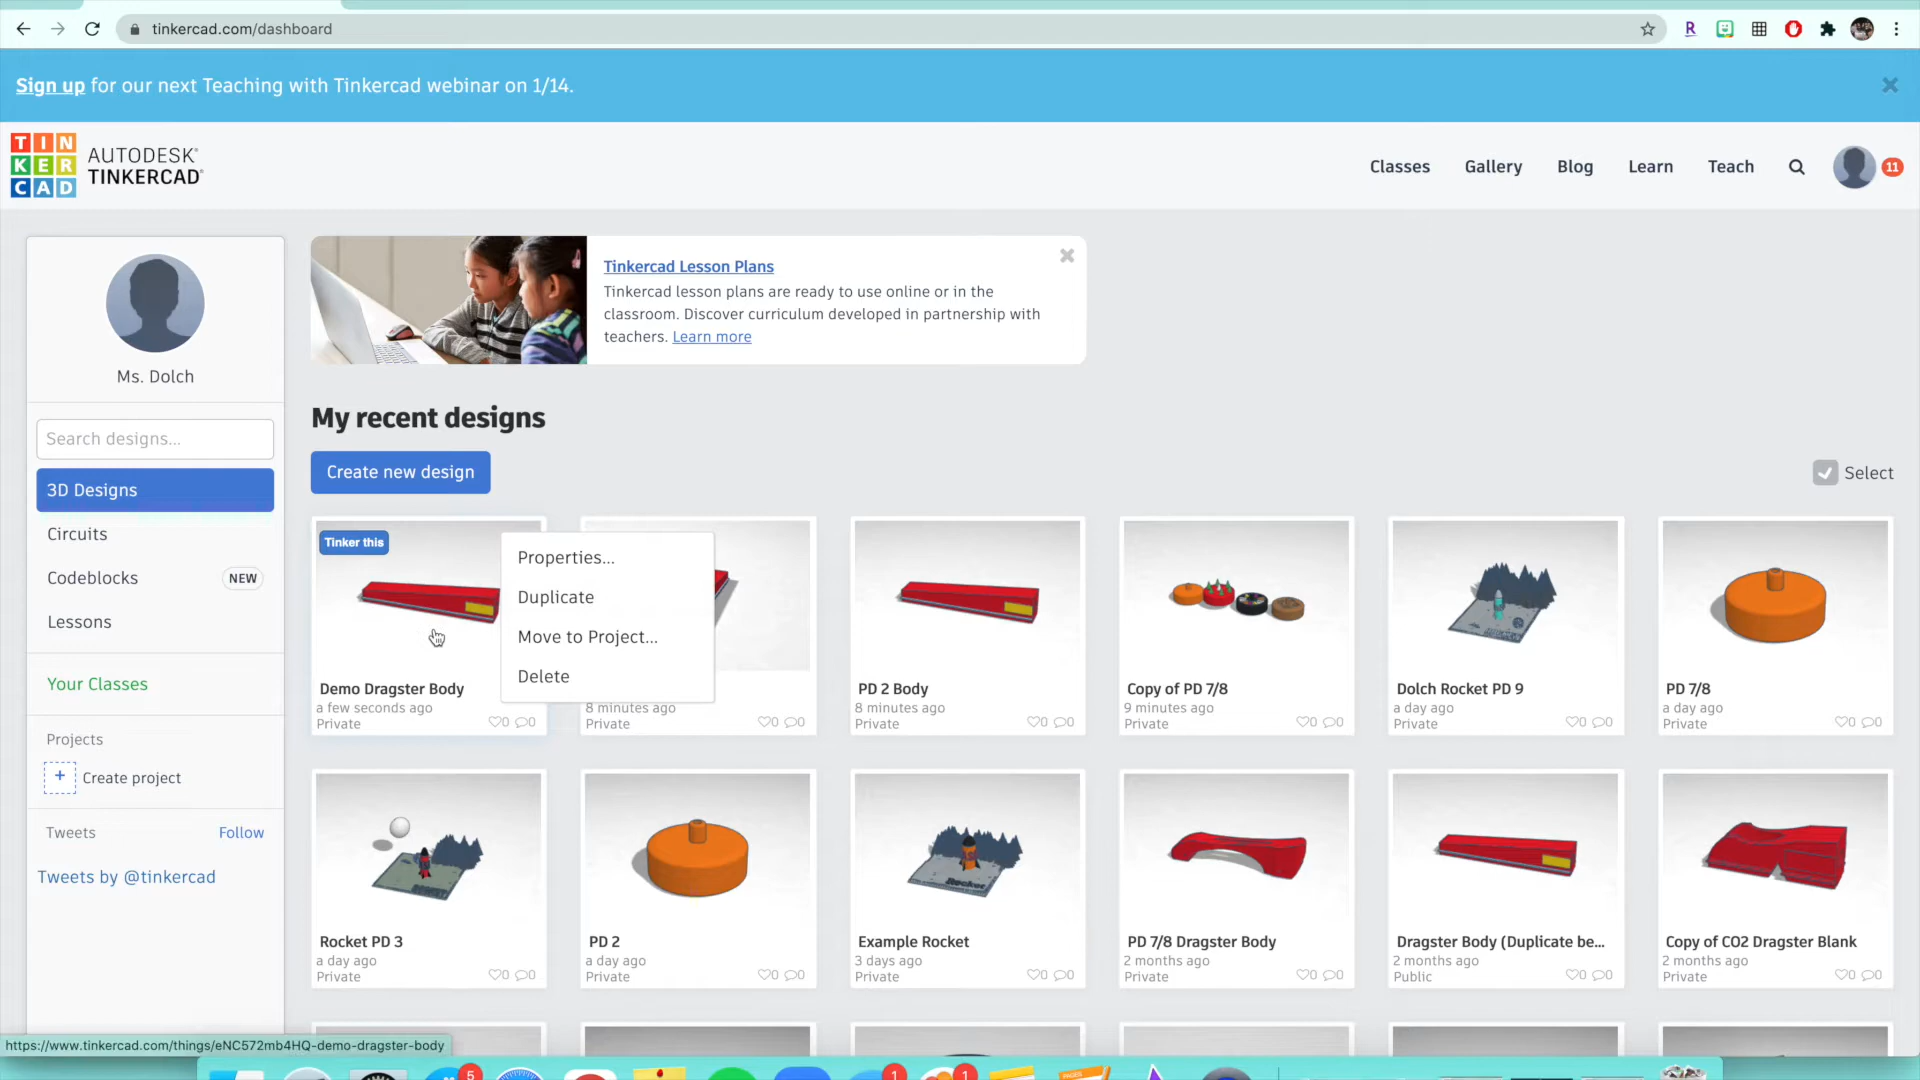 tinkercad.com/dashboard
Sign up for our next Teaching with Tinkercad webinar on 1/14.
TIN
KER
CAD
AUTODESK®
TINKERCAD®
Classes
Gallery
Blog
Learn
Teach
11
Ms. Dolch
Search designs...
3D Designs
Circuits
Codeblocks
NEW
Lessons
Your Classes
Projects
+ Create project
Tweets
Follow
Tweets by @tinkercad
Tinkercad Lesson Plans
Tinkercad lesson plans are ready to use online or in the
classroom. Discover curriculum developed in partnership with
teachers. Learn more
My recent designs
Create new design
Select
Tinker this
Demo Dragster Body
a few seconds ago
Private
0 0
Properties...
Duplicate
Move to Project...
Delete
8 minutes ago
Private
0 0
PD 2 Body
8 minutes ago
Private
0 0
Copy of PD 7/8
9 minutes ago
Private
0 0
Dolch Rocket PD 9
a day ago
Private
0 0
PD 7/8
a day ago
Private
0 0
Rocket PD 3
a day ago
Private
0 0
PD 2
a day ago
Private
0 0
Example Rocket
3 days ago
Private
0 0
PD 7/8 Dragster Body
2 months ago
Private
0 0
Dragster Body (Duplicate be...
2 months ago
Public
0 0
Copy of CO2 Dragster Blank
2 months ago
Private
0 0
https://www.tinkercad.com/things/eNC572mb4HQ-demo-dragster-body
5
1
1
PAGES